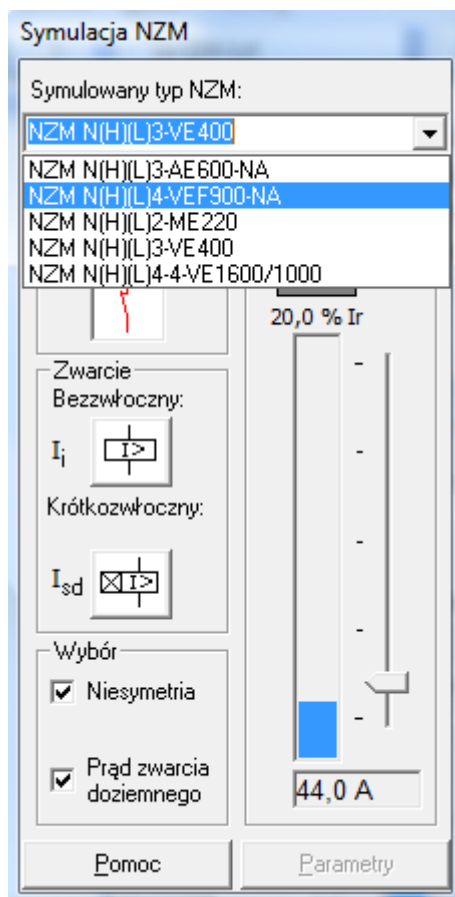 Symulacja NZM
Symulowany typ NZM:
NZM N(H)(L)3-VE400
NZM N(H)(L)3-AE600-NA
NZM N(H)(L)4-VEF900-NA
NZM N(H)(L)2-ME220
NZM N(H)(L)3-VE400
NZM N(H)(L)4-4-VE1600/1000
20,0 % Ir
Zwarcie
Bezzwłoczny:
Ii
I>
Krótkozwłoczny:
Isd
I>
Wybór
Niesymetria
Prąd zwarcia
doziemnego
44,0 A
Pomoc
Parametry